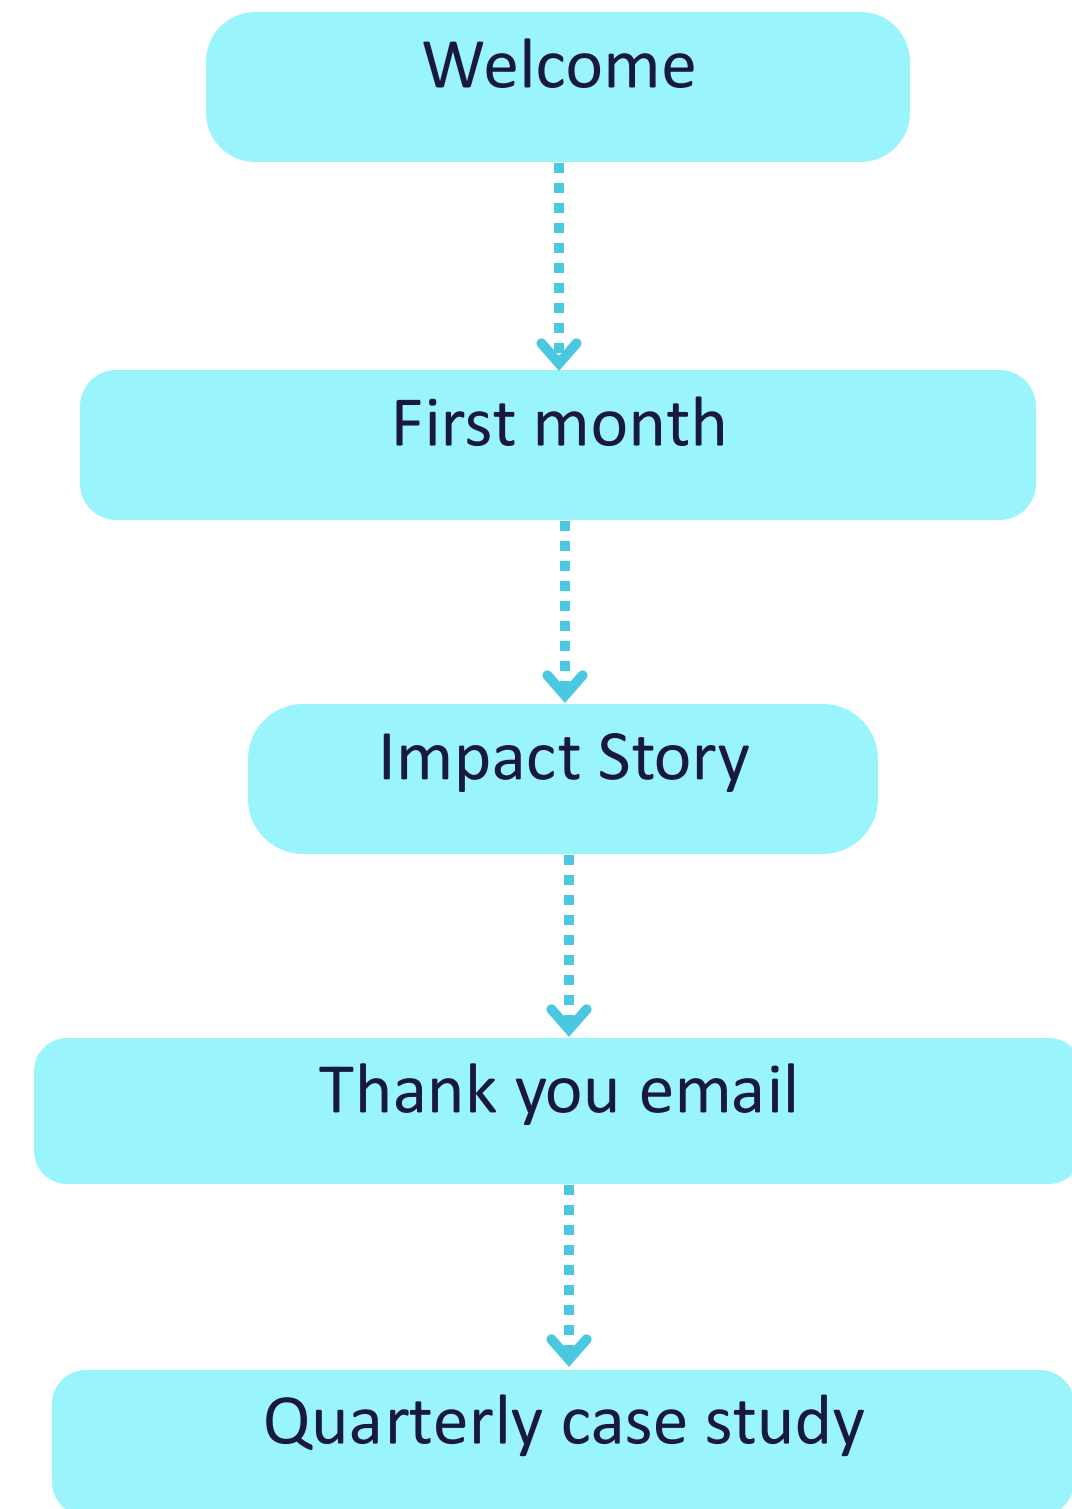 Welcome
First month
Impact Story
Thank you email
Quarterly case study